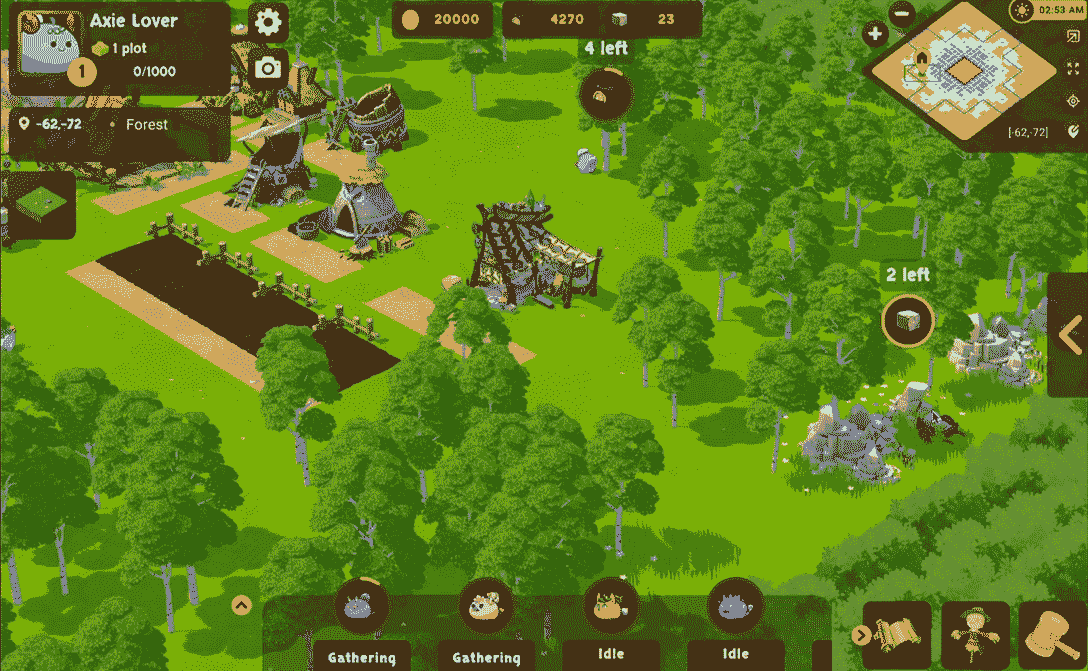 Axie Lover
1 plot
1
0/1000
-62,-72 • Forest
20000
4270
23
4 left
02:53 AM
[-62,-72]
2 left
Gathering
Gathering
Idle
Idle